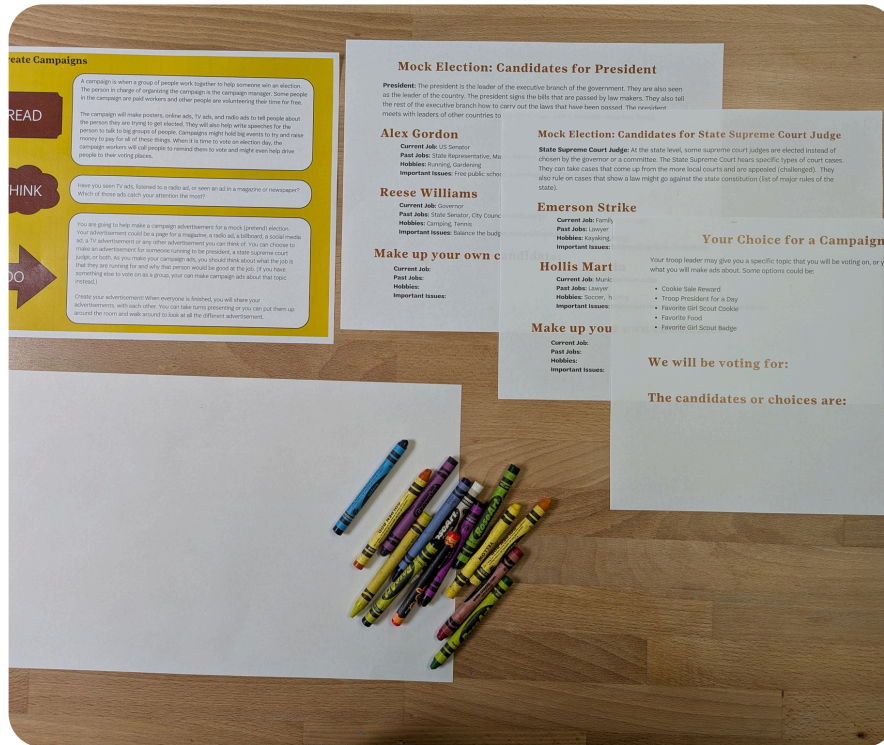 reate Campaigns
READ
A campaign is when a group of people work together to help someone win an election.
The person in charge of organizing the campaign is the campaign manager. Some people
in the campaign are paid workers and other people are volunteering their time for free.
The campaign will make posters, online ads, TV ads, and radio ads to tell people about
the person they are trying to get elected. They will also help write speeches for the
person to talk to big groups of people. Campaigns might hold big events to try and raise
money to pay for all of these things. When it is time to vote on election day, the
campaign workers will call people to remind them to vote and might even help drive
people to their voting places.
HINK
Have you seen TV ads, listened to a radio ad, or seen an ad in a magazine or newspaper?
Which of those ads catch your attention the most?
DO
You are going to make a campaign advertisement for a mock (pretend) election.
Your advertisement could be a page for a magazine, a radio ad, a billboard, a social media
ad, a TV advertisement or any other advertisement you can think of. You can choose to
make an advertisement for someone running to be president, a state supreme court
judge, or both. As you make your campaign ads, you should think about what the job is
that they are running for and why that person would be good at the job. (If you have
something else to vote on as a group, your can make campaign ads about that topic
instead.)
Create your advertisement! When everyone is finished, you will share your
advertisements, with each other. You can take turns presenting or you can put them up
around the room and walk around to look at all the different advertisement.
Mock Election: Candidates for President
President: The president is the leader of the executive branch of the government. They are also seen
as the leader of the country. The president signs the bills that are passed by law makers. They also tell
the rest of the executive branch how to carry out the laws that have been passed. The president
meets with leaders of other countries to
Alex Gordon
Current Job: US Senator
Past Jobs: State Representative, Ma
Hobbies: Running, Gardening
Important Issues: Free public schoo
Reese Williams
Current Job: Governor
Past Jobs: State Senator, City Counc
Hobbies: Camping, Tennis
Important Issues: Balance the budg
Make up your own c
Current Job:
Past Jobs:
Hobbies:
Important Issues:
Mock Election: Candidates for State Supreme Court Judge
State Supreme Court Judge: At the state level, some supreme court judges are elected instead of
chosen by the governor or a committee. The State Supreme Court hears specific types of court cases.
They can take cases that come up from the more local courts and are appealed (challenged). They
also rule on cases that show a law might go against the state constitution (list of major rules of the
state).
Emerson Strike
Current Job: Family
Past Jobs: Lawyer
Hobbies: Kayaking,
Important Issues:
Hollis Mart
Current Job: Munic
Past Jobs: Lawyer
Hobbies: Soccer, h
Important Issues:
Make up you
Current Job:
Past Jobs:
Hobbies:
Important Issues:
Your Choice for a Campaign
Your troop leader may give you a specific topic that you will be voting on, or y
what you will make ads about. Some options could be:
• Cookie Sale Reward
• Troop President for a Day
• Favorite Girl Scout Cookie
• Favorite Food
• Favorite Girl Scout Badge
We will be voting for:
The candidates or choices are:
RoseArt